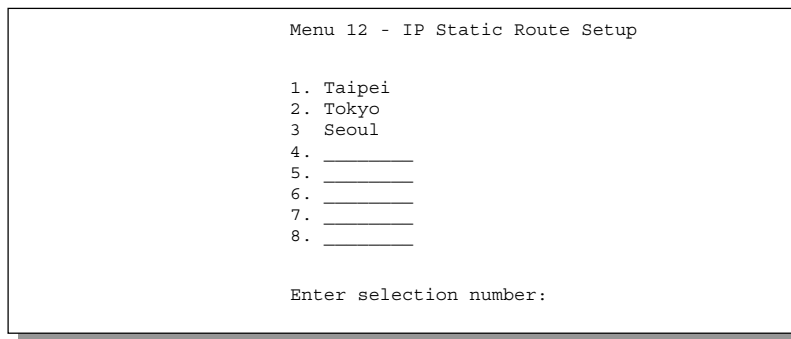 Menu 12 - IP Static Route Setup
1. Taipei
2. Tokyo
3 Seoul
4. ________
5. ________
6. ________
7. ________
8. ________
Enter selection number: